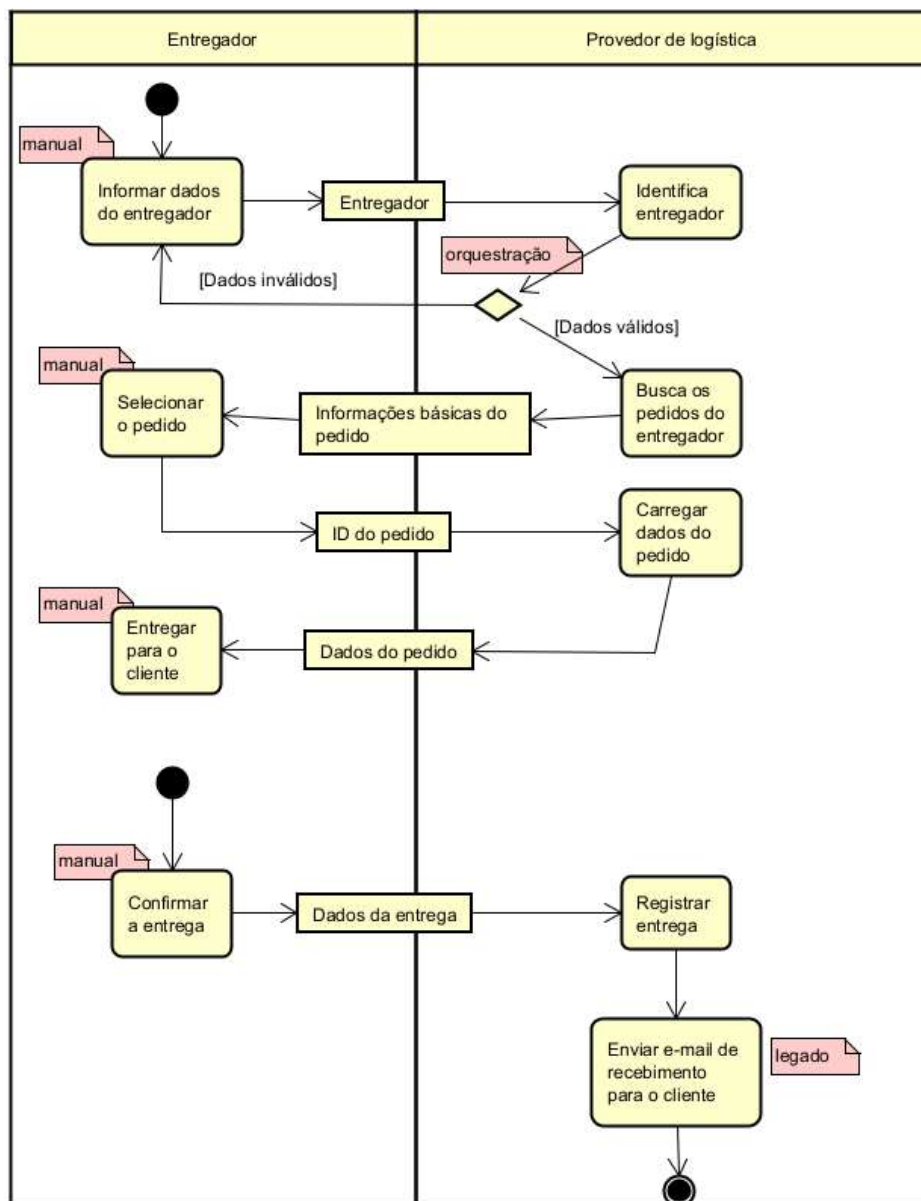 Entregador
Provedor de logística
manual
Informar dados
do entregador
Entregador
Identifica
entregador
orquestração
[Dados inválidos]
[Dados válidos]
manual
Selecionar
o pedido
Informações básicas do
pedido
Busca os
pedidos do
entregador
ID do pedido
Carregar
dados do
pedido
manual
Entregar
para o
cliente
Dados do pedido
manual
Confirmar
a entrega
Dados da entrega
Registrar
entrega
Enviar e-mail de
recebimento
para o cliente
legado